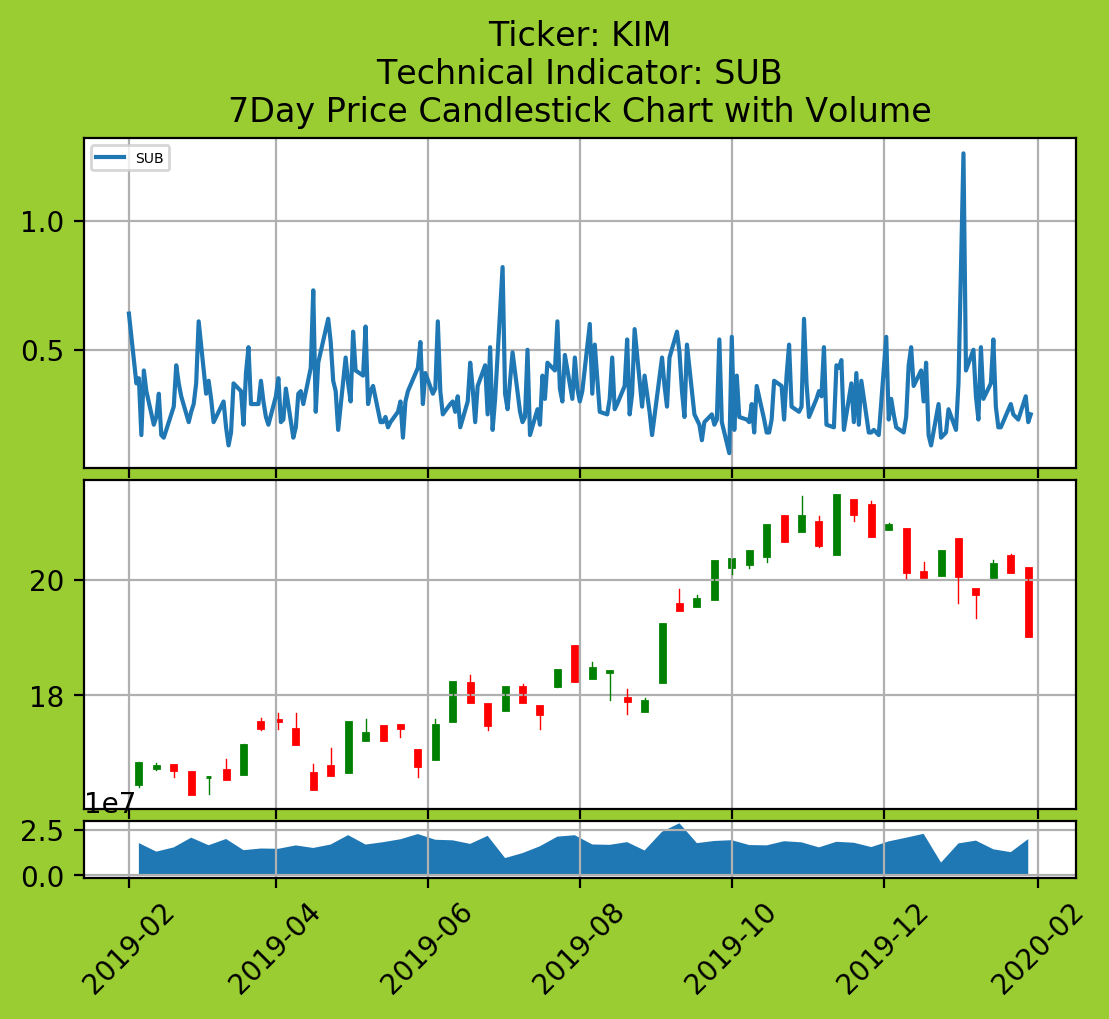 Ticker: KIM
Technical Indicator: SUB
7Day Price Candlestick Chart with Volume
SUB
1.0
0.5
20
18
1e7
2.5
0.0
2019-02
2019-04
2019-06
2019-08
2019-10
2019-12
2020-02